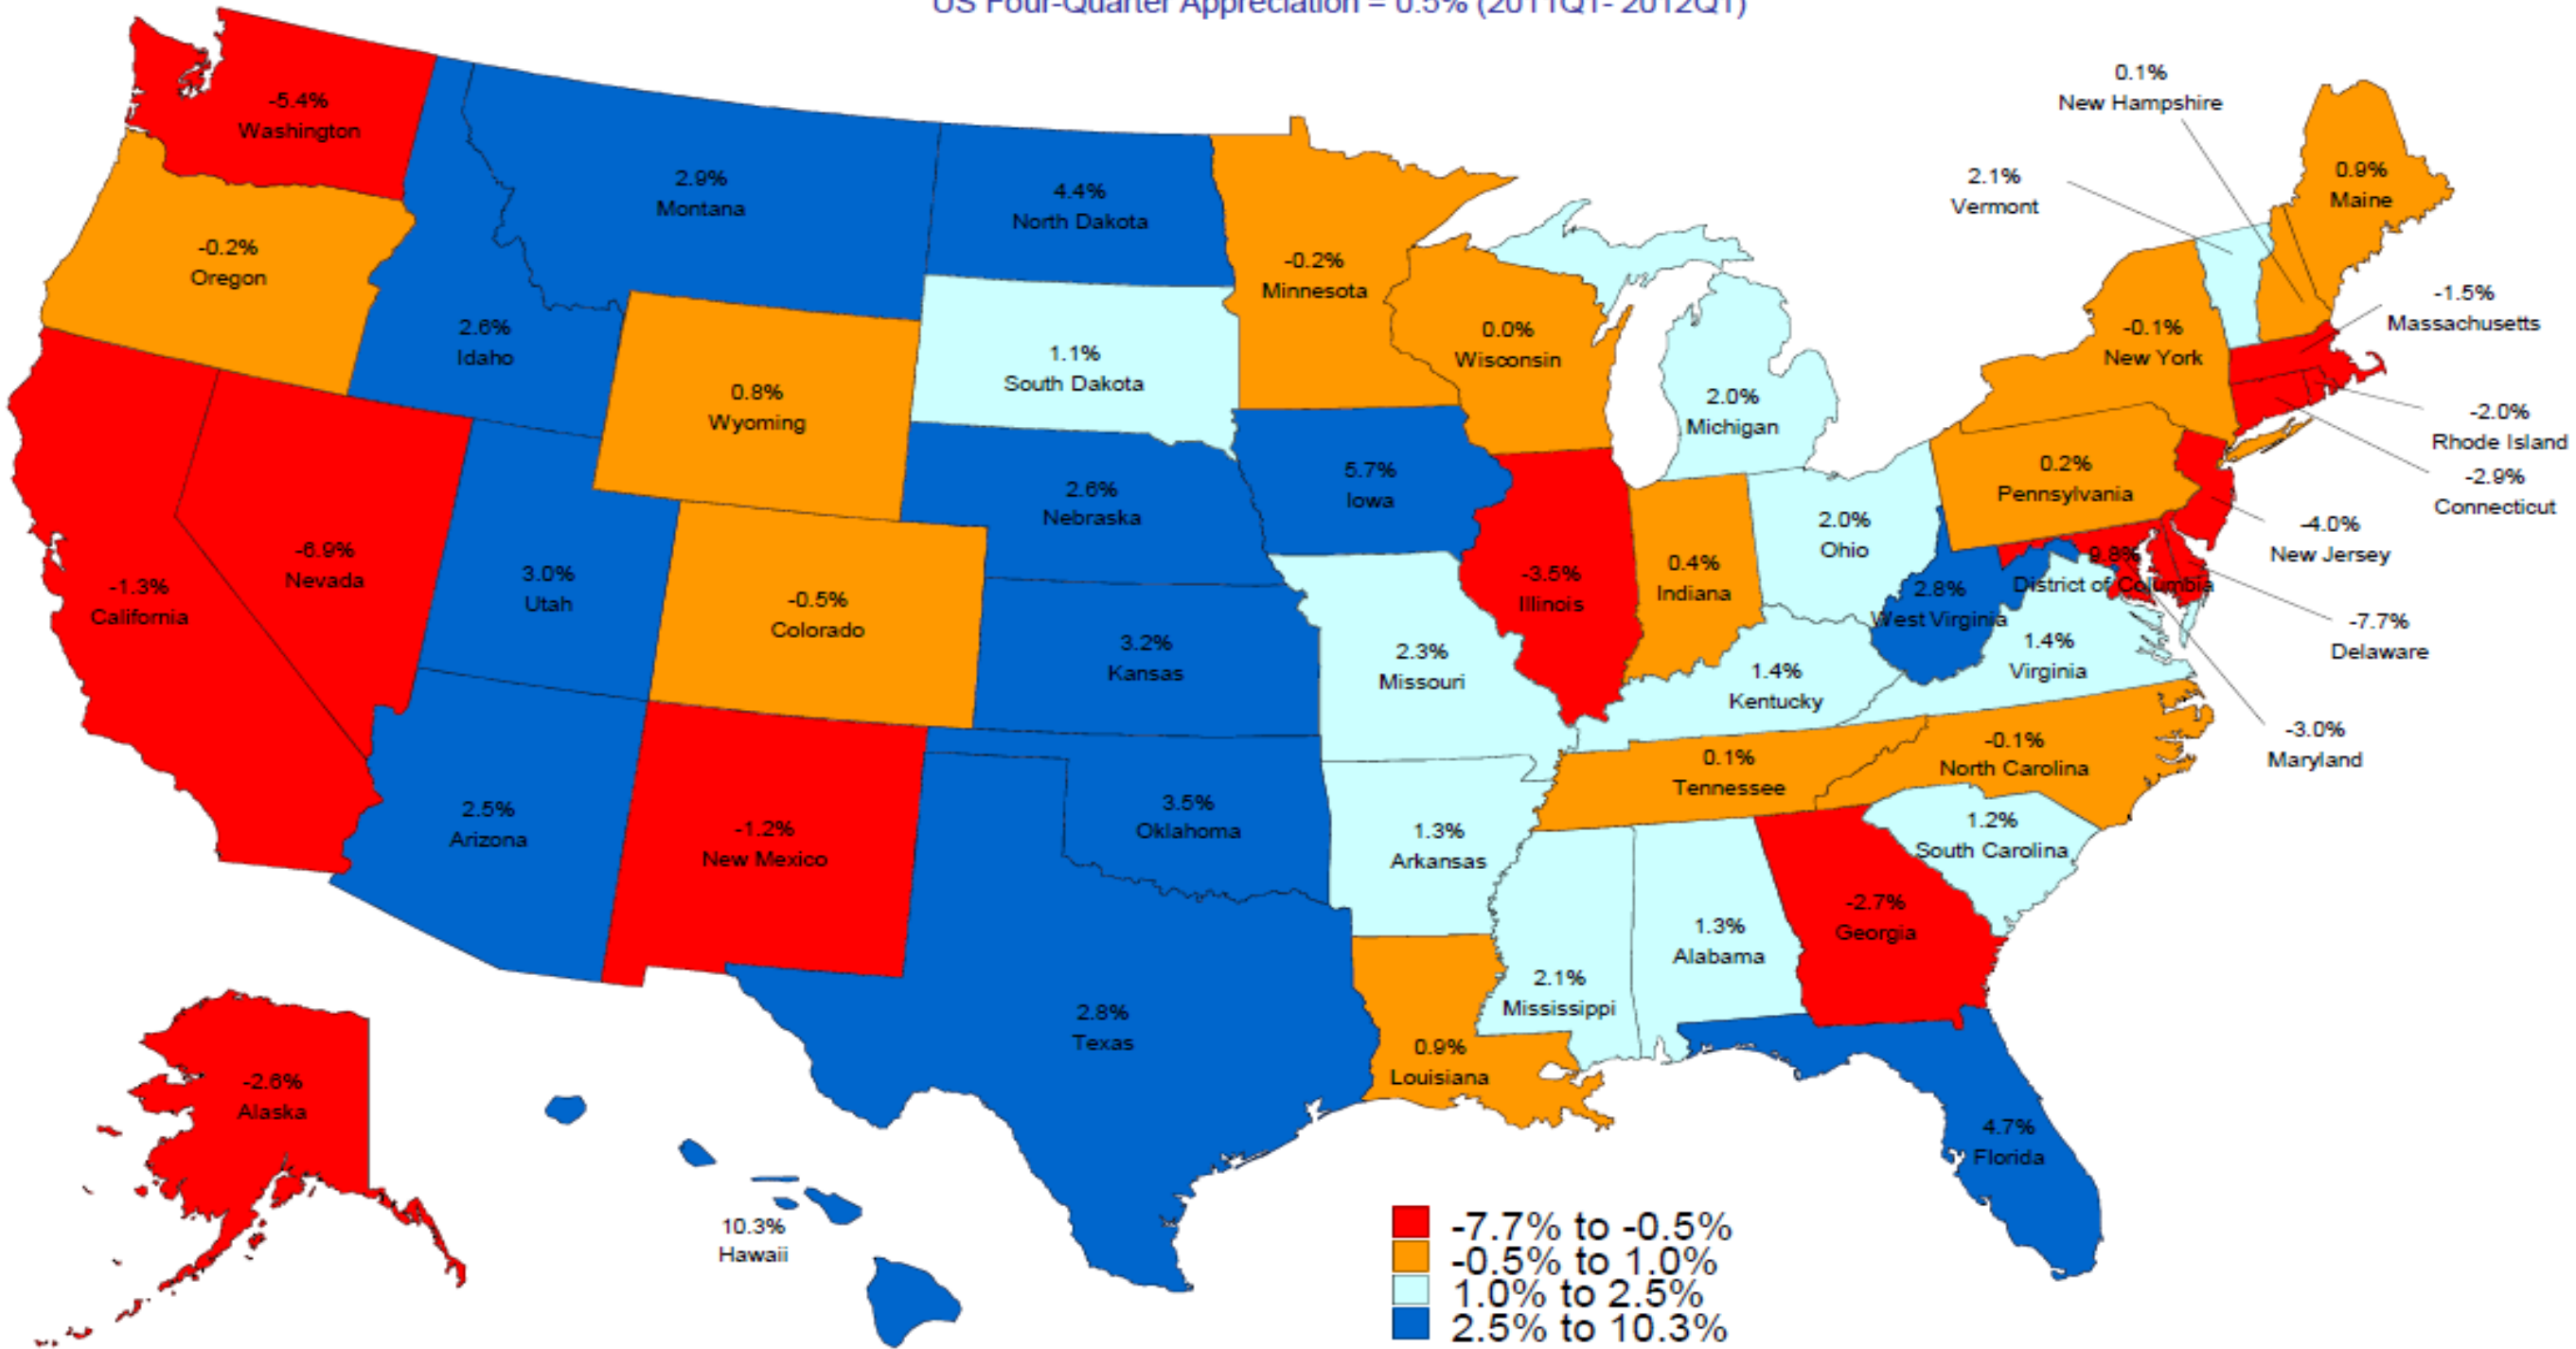 US Four-Quarter Appreciation = 0.5% (2011Q1- 2012Q1)
-5.4%
Washington
-0.2%
Oregon
2.6%
Idaho
2.9%
Montana
4.4%
North Dakota
-0.2%
Minnesota
0.0%
Wisconsin
1.1%
South Dakota
0.8%
Wyoming
-1.3%
California
-6.9%
Nevada
3.0%
Utah
-0.5%
Colorado
2.6%
Nebraska
5.7%
Iowa
3.2%
Kansas
2.3%
Missouri
-3.5%
Illinois
0.4%
Indiana
2.0%
Michigan
2.0%
Ohio
2.5%
Arizona
-1.2%
New Mexico
3.5%
Oklahoma
1.3%
Arkansas
2.8%
Texas
0.9%
Louisiana
2.1%
Mississippi
1.3%
Alabama
-2.7%
Georgia
4.7%
Florida
1.2%
South Carolina
-0.1%
North Carolina
0.1%
Tennessee
1.4%
Kentucky
1.4%
Virginia
2.8%
West Virginia
9.8%
District of Columbia
0.2%
Pennsylvania
-0.1%
New York
2.1%
Vermont
0.1%
New Hampshire
0.9%
Maine
-1.5%
Massachusetts
-2.0%
Rhode Island
-2.9%
Connecticut
-4.0%
New Jersey
-7.7%
Delaware
-3.0%
Maryland
-2.6%
Alaska
10.3%
Hawaii
-7.7% to -0.5%
-0.5% to 1.0%
1.0% to 2.5%
2.5% to 10.3%